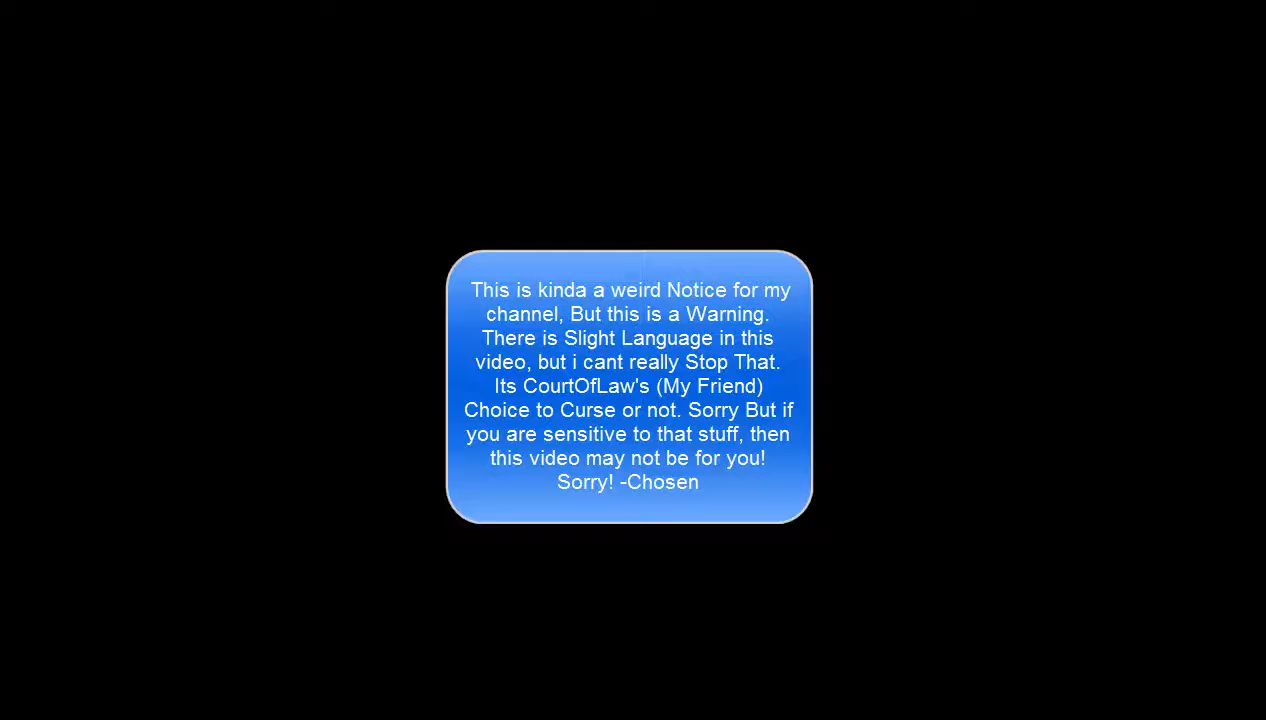 This is kinda a weird Notice for my
channel, But this is a Warning.
There is Slight Language in this
video, but i cant really Stop That.
Its CourtOfLaw's (My Friend)
Choice to Curse or not. Sorry But if
you are sensitive to that stuff, then
this video may not be for you!
Sorry! -Chosen